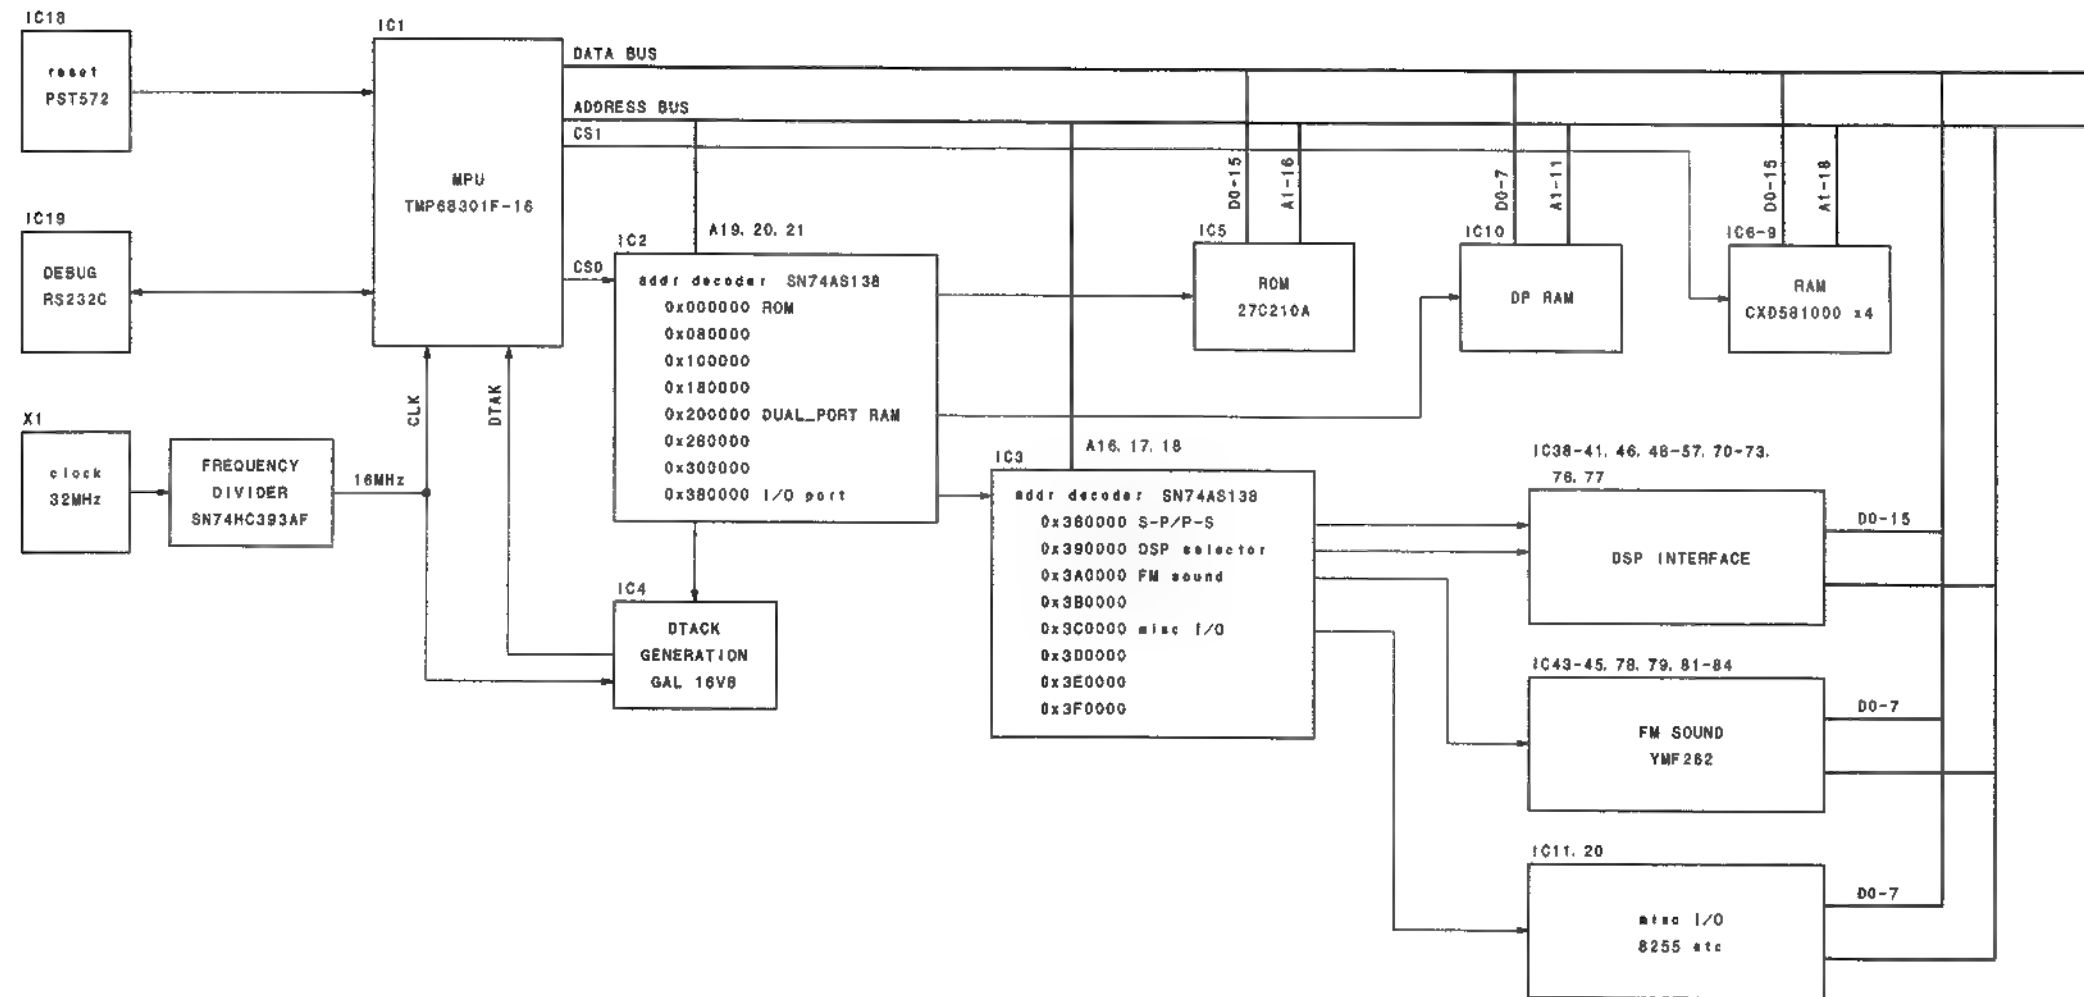 IC18
reset
PST572
IC19
DEBUG
RS232C
X1
clock
32MHz
FREQUENCY
DIVIDER
SN74HC393AF
16MHz
CLK
DTAK
IC1
MPU
TMP68301F-16
DATA BUS
ADDRESS BUS
CS1
CS0
A19, 20, 21
IC2
addr decoder SN74AS138
0x000000 ROM
0x080000
0x100000
0x180000
0x200000 DUAL_PORT RAM
0x280000
0x300000
0x380000 I/O port
IC4
DTACK
GENERATION
GAL 16V8
A16, 17, 18
IC3
addr decoder SN74AS138
0x380000 S-P/P-S
0x390000 DSP selector
0x3A0000 FM sound
0x3B0000
0x3C0000 misc I/O
0x3D0000
0x3E0000
0x3F0000
D0-15
A1-16
IC5
ROM
27C210A
D0-7
A1-11
IC10
DP RAM
D0-15
A1-18
IC6-9
RAM
CXD581000 x4
IC38-41, 46, 48-57, 70-73,
76, 77
DSP INTERFACE
D0-15
IC43-45, 78, 79, 81-84
FM SOUND
YMF262
D0-7
IC11, 20
misc I/O
8255 etc
D0-7